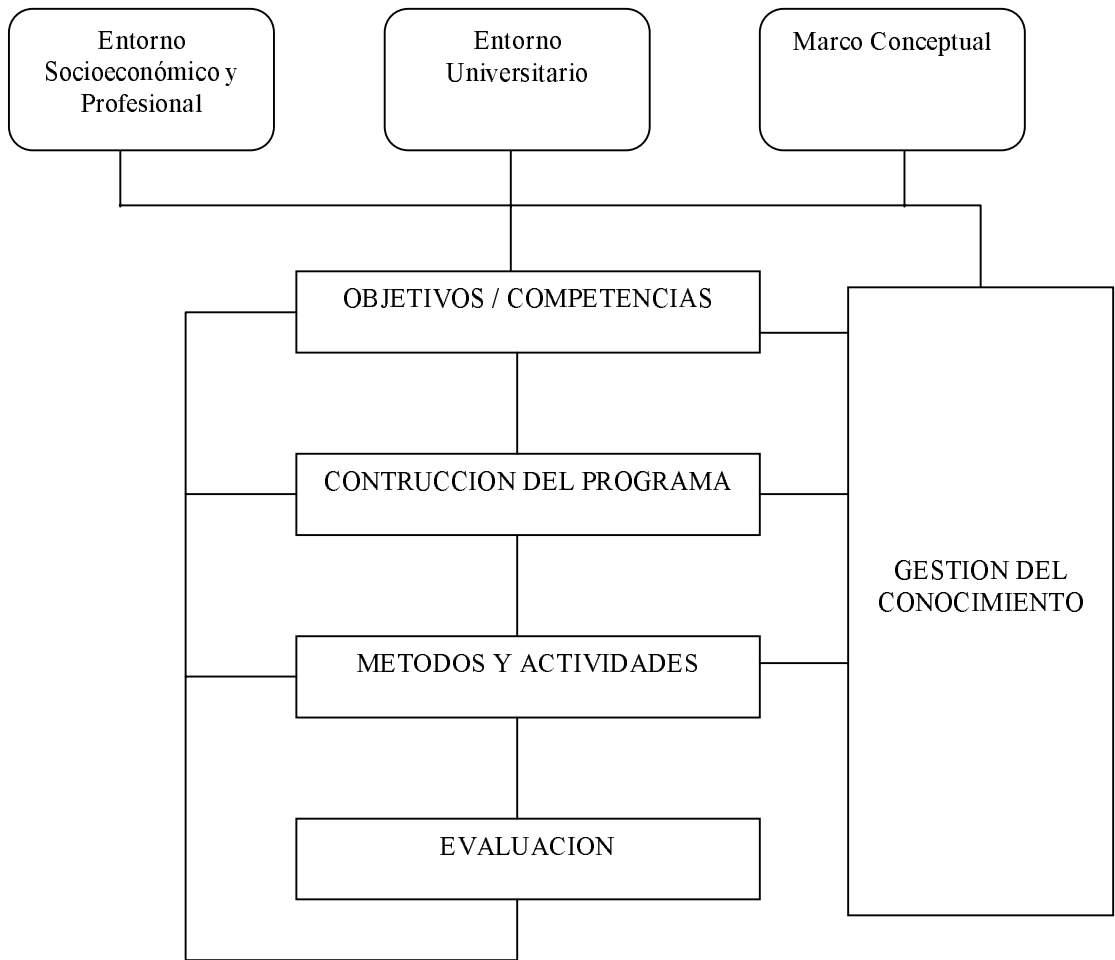 Entorno
Socioeconómico y
Profesional
Entorno
Universitario
Marco Conceptual
OBJETIVOS / COMPETENCIAS
CONTRUCCION DEL PROGRAMA
GESTION DEL
CONOCIMIENTO
METODOS Y ACTIVIDADES
EVALUACION